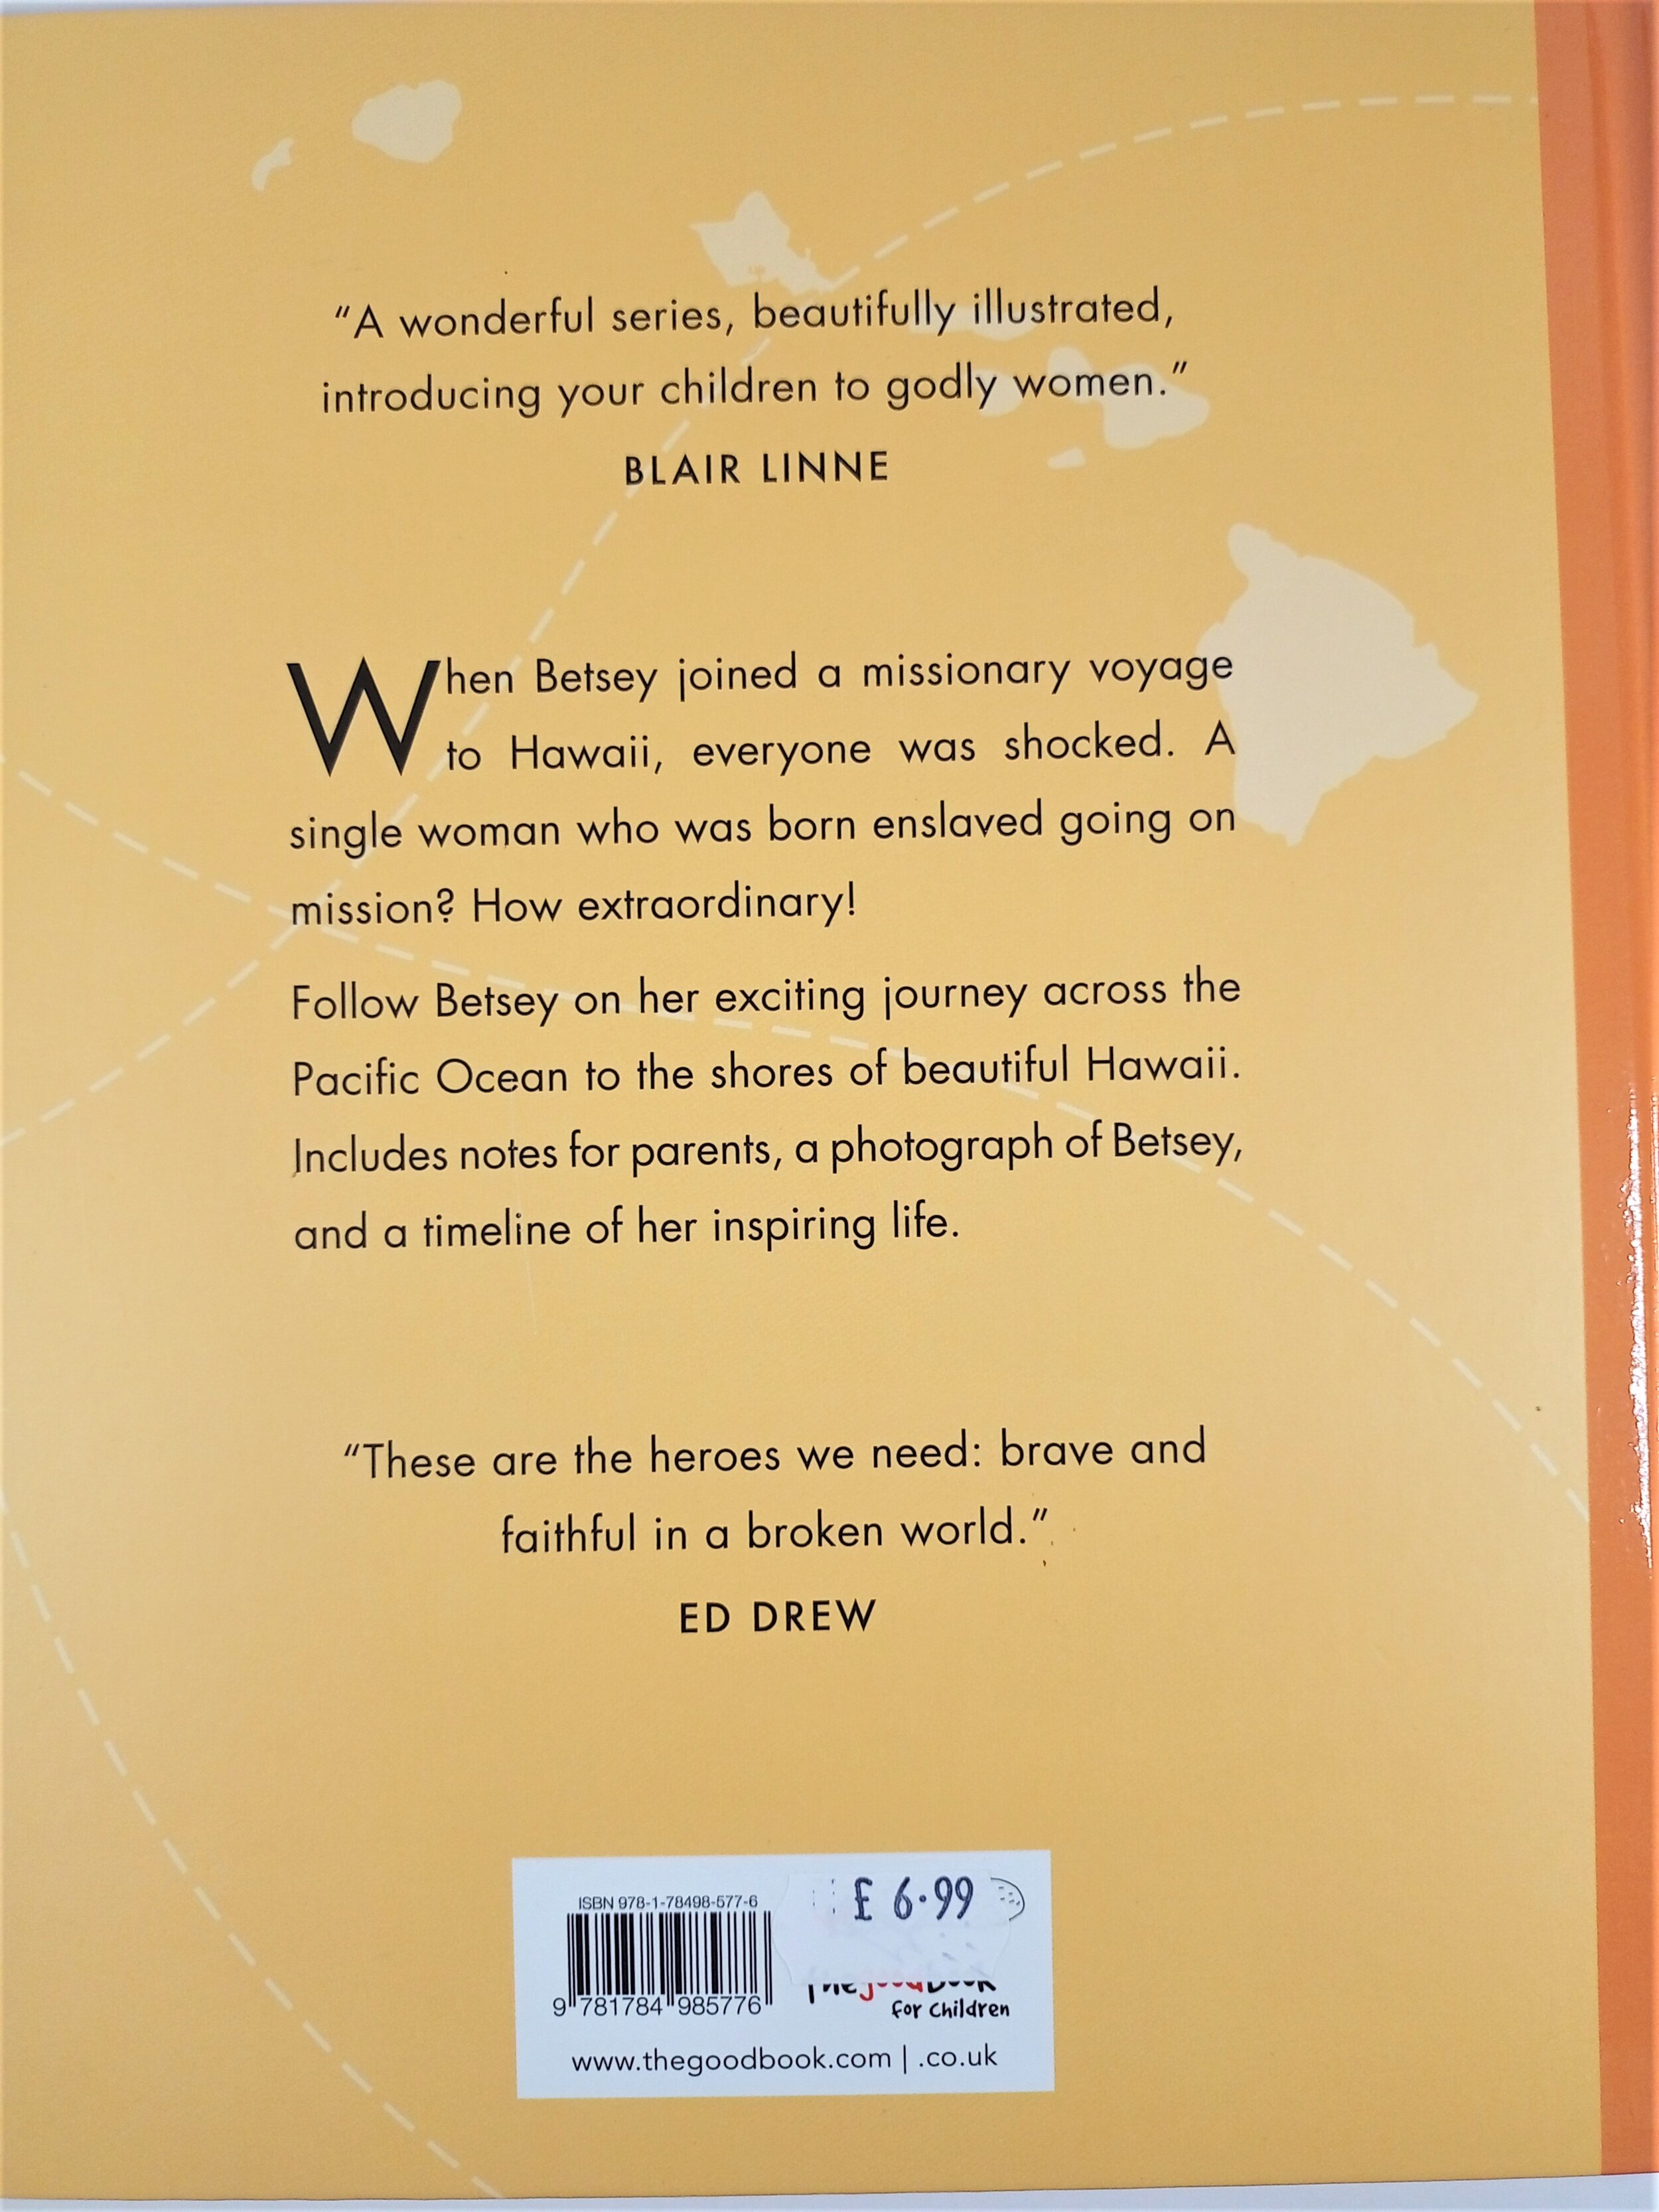 “A wonderful series, beautifully illustrated,
introducing your children to godly women.”
BLAIR LINNE
When Betsey joined a missionary voyage
to Hawaii, everyone was shocked. A
single woman who was born enslaved going on
mission? How extraordinary!
Follow Betsey on her exciting journey across the
Pacific Ocean to the shores of beautiful Hawaii.
Includes notes for parents, a photograph of Betsey,
and a timeline of her inspiring life.
“These are the heroes we need: brave and
faithful in a broken world.”
ED DREW
ISBN 978-1-78498-577-6
£ 6.99
9 781784 985776
thegoodbook
for children
www.thegoodbook.com | .co.uk